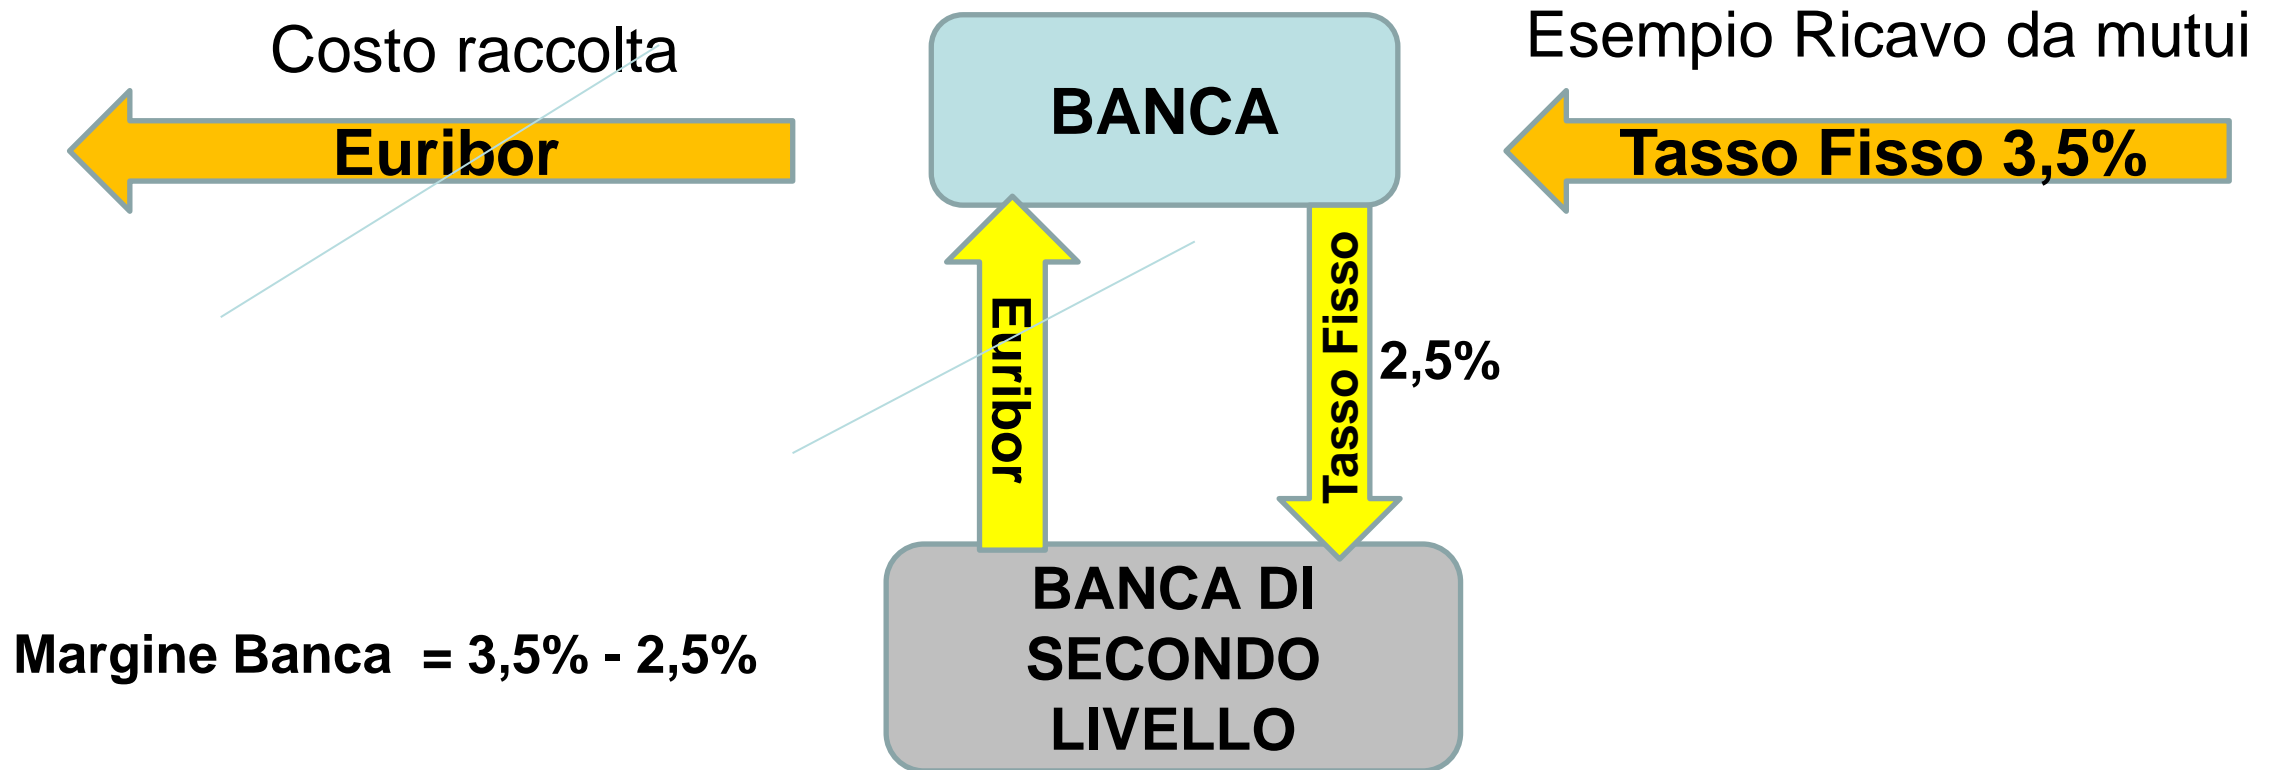 Costo raccolta
Euribor
BANCA
Esempio Ricavo da mutui
Tasso Fisso 3,5%
Euribor
Tasso Fisso
2,5%
Margine Banca = 3,5% - 2,5%
BANCA DI
SECONDO
LIVELLO